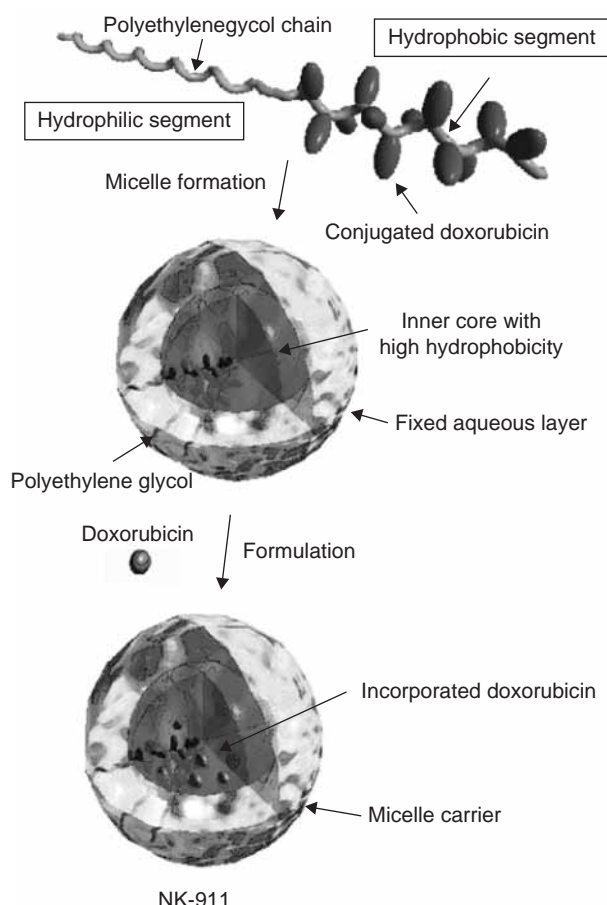 Polyethylenegycol chain
Hydrophobic segment
Hydrophilic segment
Micelle formation
Conjugated doxorubicin
Inner core with
high hydrophobicity
Fixed aqueous layer
Polyethylene glycol
Doxorubicin
Formulation
Incorporated doxorubicin
Micelle carrier
NK-911